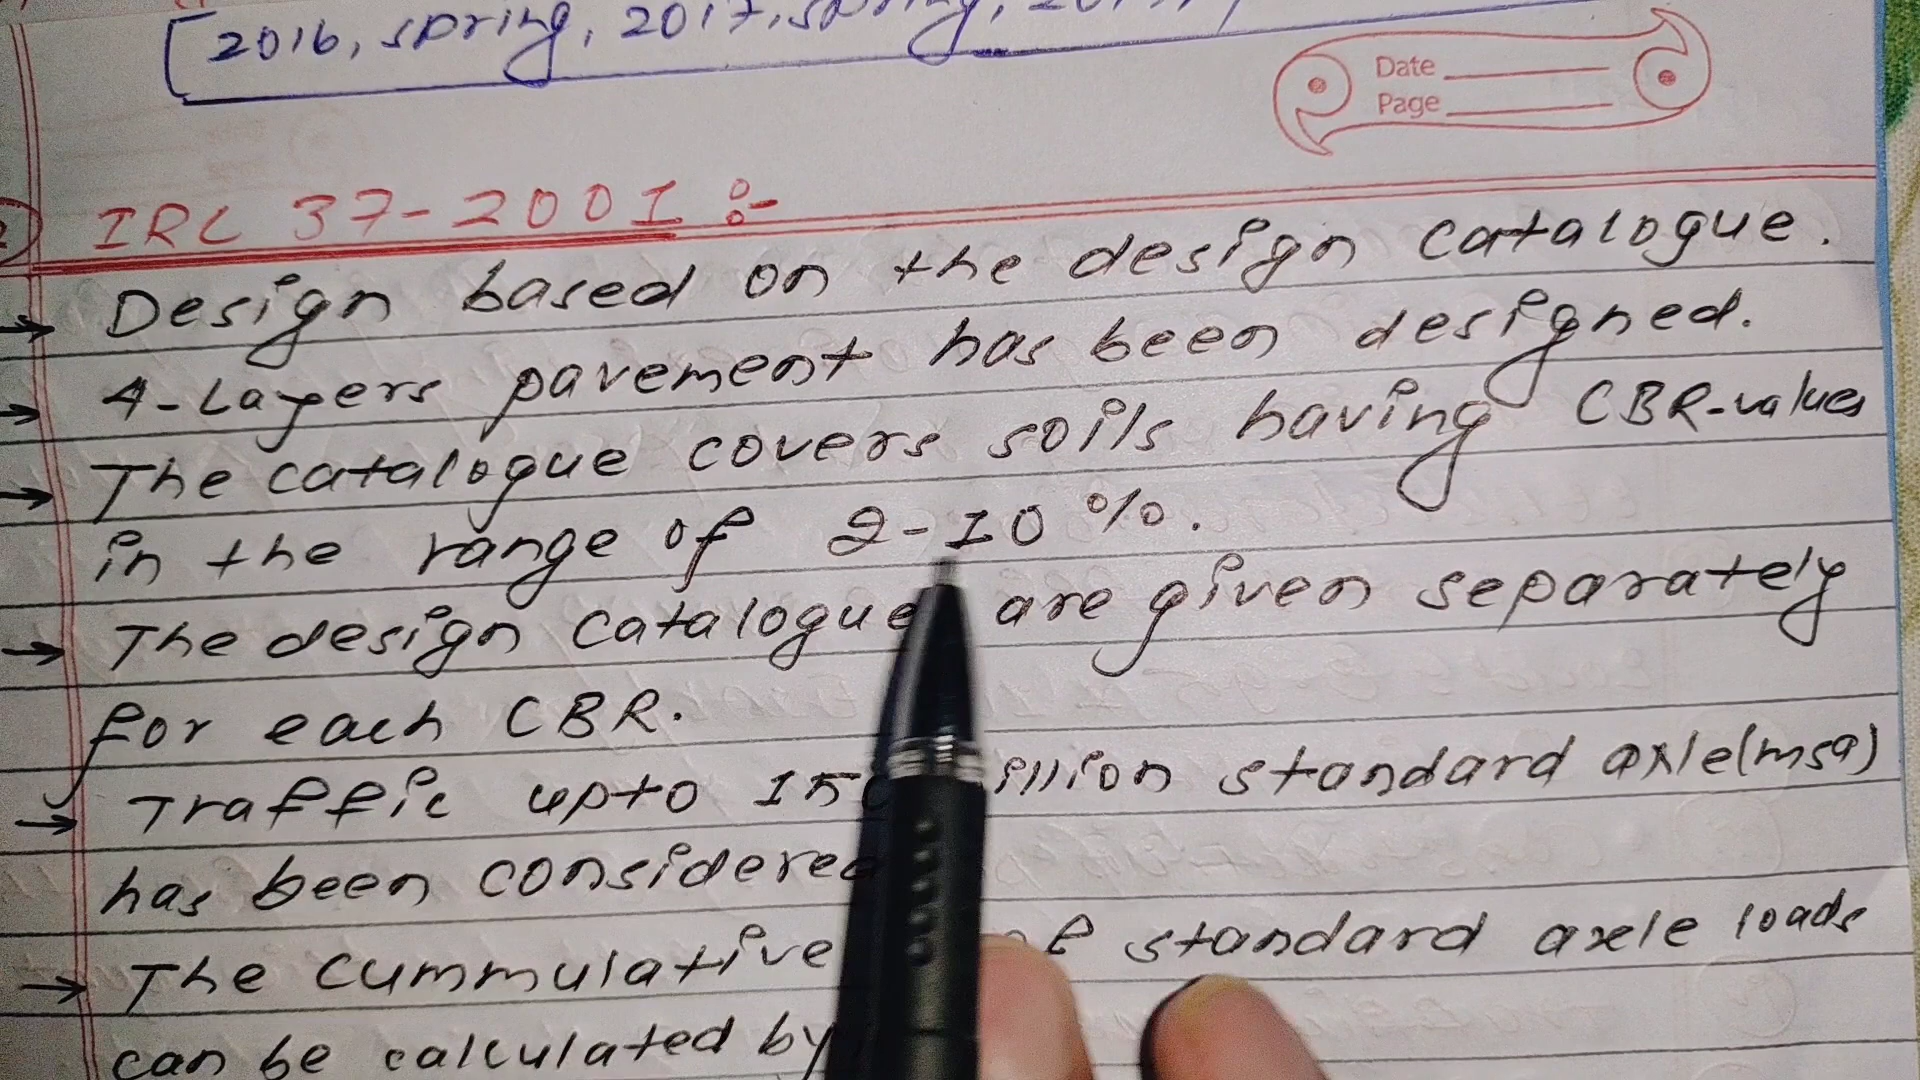 [2016, spring, 2017, spring,
Date
Page
IRC 37-2001 :-
→ Design based on the design catalogue.
→ 4-Layers pavement has been designed.
→ The catalogue covers soils having CBR-values
in the range of 2-10%.
→ The design catalogue are given separately
for each CBR.
→ Traffic upto 150 standard axle(msa)
has been considered
→ The cummulative standard axle loads
can be calculated by